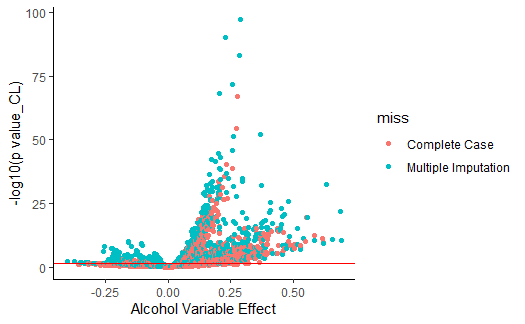 100
75
50
25
0
-0.25
0.00
0.25
0.50
-log10(p value_CL)
Alcohol Variable Effect
miss
Complete Case
Multiple Imputation